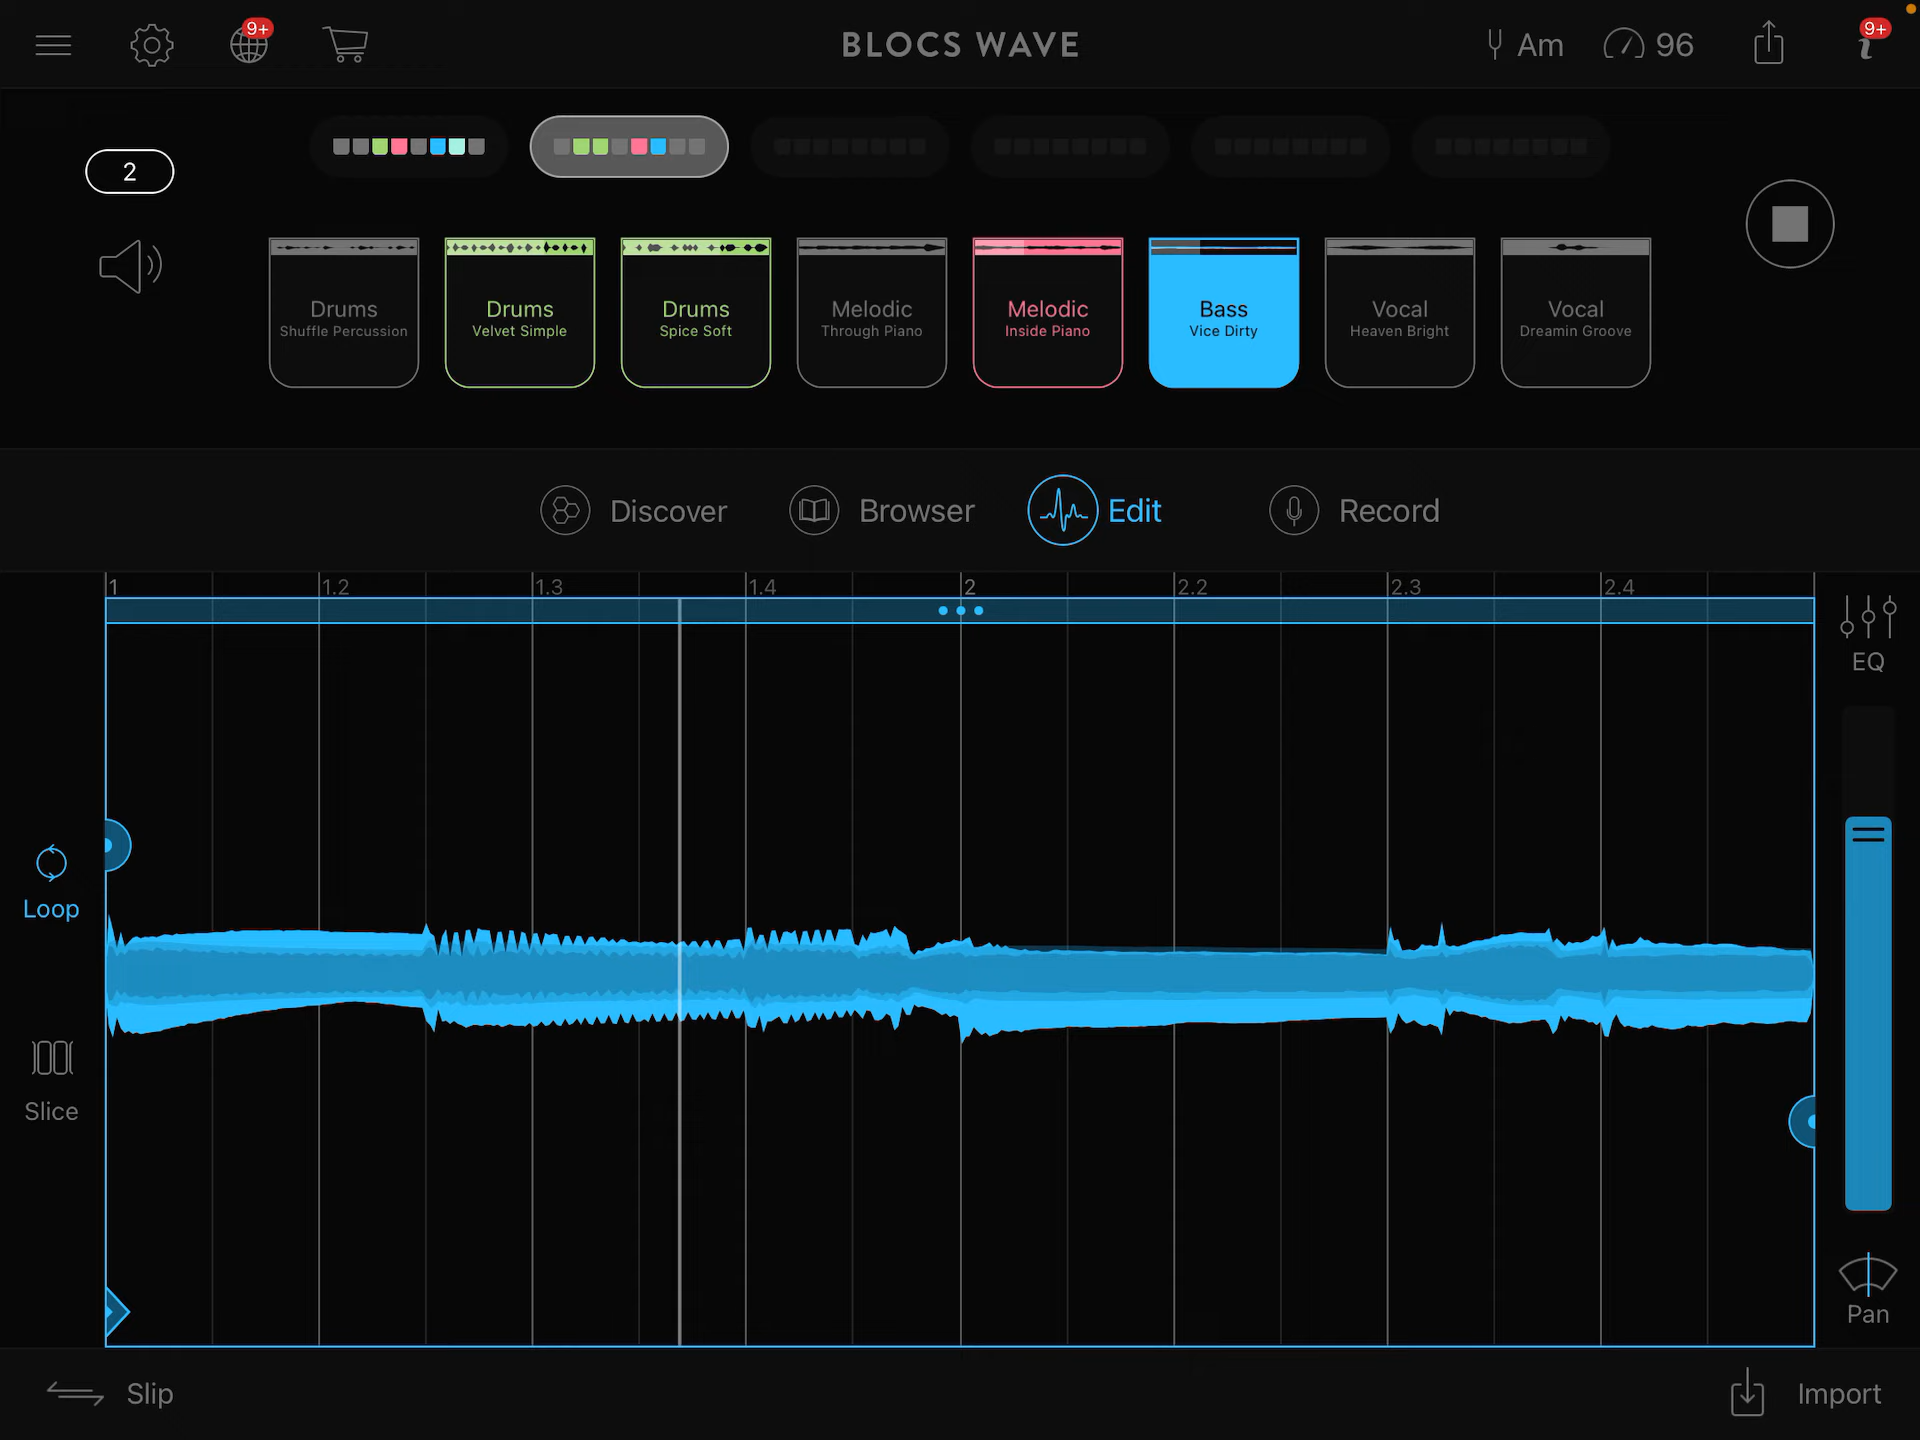 9+
BLOCS WAVE
Am
96
9+
2
Drums
Shuffle Percussion
Drums
Velvet Simple
Drums
Spice Soft
Melodic
Through Piano
Melodic
Inside Piano
Bass
Vice Dirty
Vocal
Heaven Bright
Vocal
Dreamin Groove
Discover
Browser
Edit
Record
1
1.2
1.3
1.4
2
2.2
2.3
2.4
EQ
Loop
Slice
Pan
Slip
Import